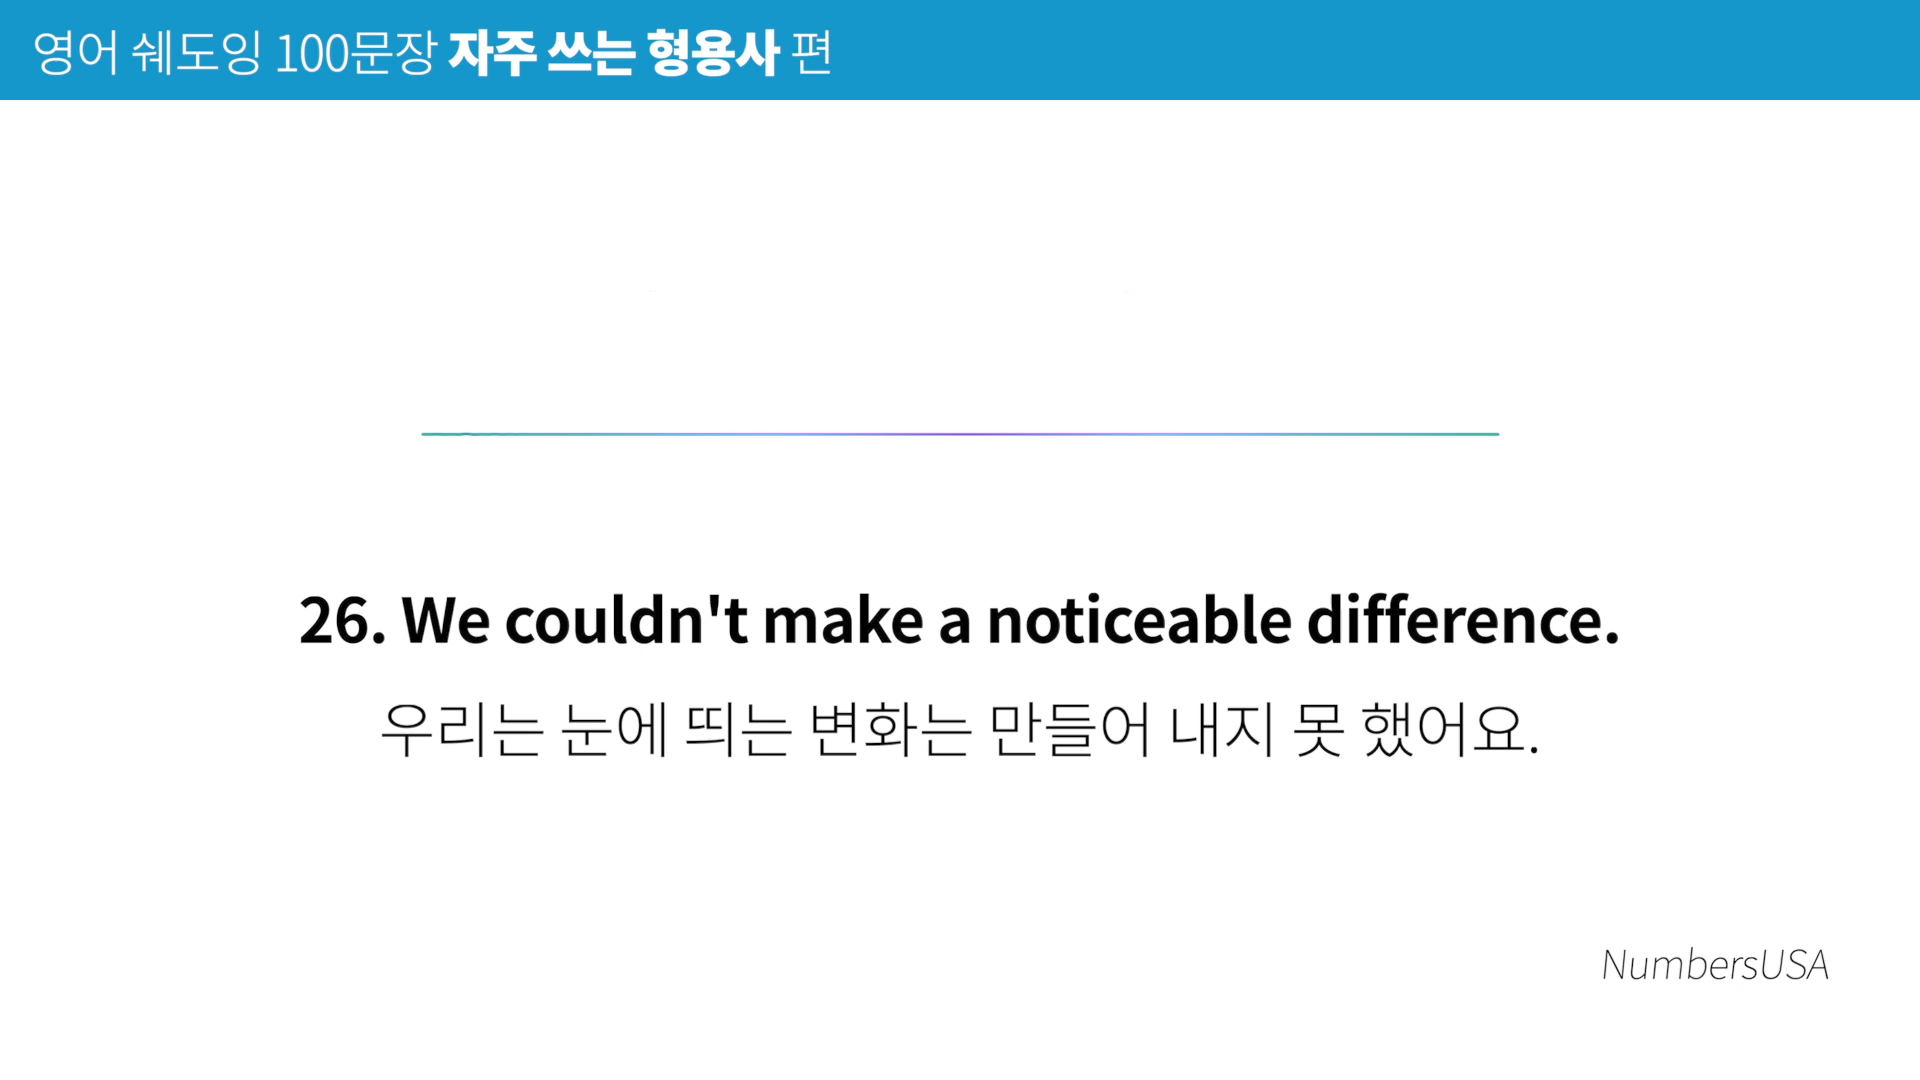 영어 쉐도잉 100문장 자주 쓰는 형용사 편
26. We couldn't make a noticeable difference.
우리는 눈에 띄는 변화는 만들어 내지 못 했어요.
NumbersUSA